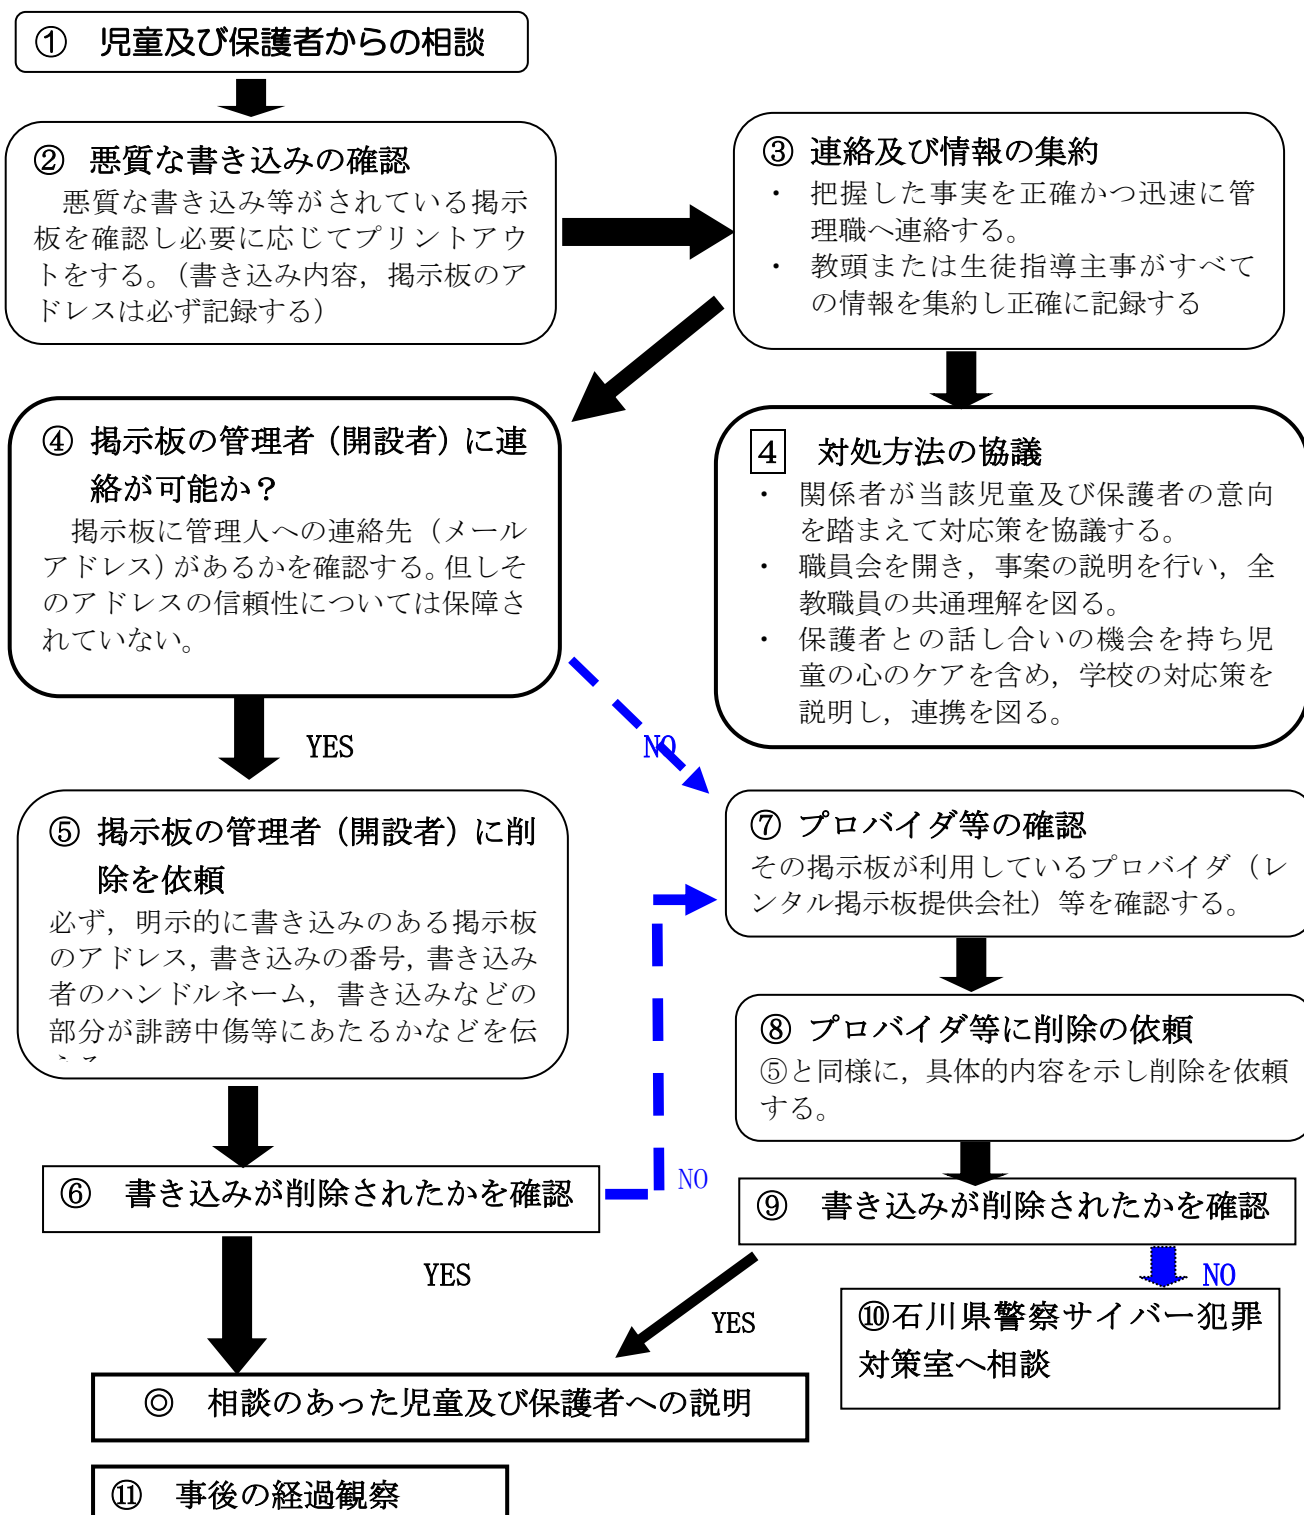 ① 児童及び保護者からの相談
② 悪質な書き込みの確認
悪質な書き込み等がされている掲示
板を確認し必要に応じてプリントアウ
トをする。（書き込み内容，掲示板のア
ドレスは必ず記録する）
③ 連絡及び情報の集約
・ 把握した事実を正確かつ迅速に管
理職へ連絡する。
・ 教頭または生徒指導主事がすべて
の情報を集約し正確に記録する
④ 掲示板の管理者（開設者）に連
絡が可能か？
掲示板に管理人への連絡先（メール
アドレス）があるかを確認する。但しそ
のアドレスの信頼性については保障さ
れていない。
4 対処方法の協議
・ 関係者が当該児童及び保護者の意向
を踏まえて対応策を協議する。
・ 職員会を開き，事案の説明を行い，全
教職員の共通理解を図る。
・ 保護者との話し合いの機会を持ち児
童の心のケアを含め，学校の対応策を
説明し，連携を図る。
YES
NO
⑤ 掲示板の管理者（開設者）に削
除を依頼
必ず，明示的に書き込みのある掲示板
のアドレス，書き込みの番号，書き込み
者のハンドルネーム，書き込みなどの
部分が誹謗中傷等にあたるかなどを伝
⑦ プロバイダ等の確認
その掲示板が利用しているプロバイダ（レ
ンタル掲示板提供会社）等を確認する。
⑧ プロバイダ等に削除の依頼
⑤と同様に，具体的内容を示し削除を依頼
する。
⑥ 書き込みが削除されたかを確認
NO
⑨ 書き込みが削除されたかを確認
YES
YES
NO
⑩石川県警察サイバー犯罪
対策室へ相談
◎ 相談のあった児童及び保護者への説明
⑪ 事後の経過観察